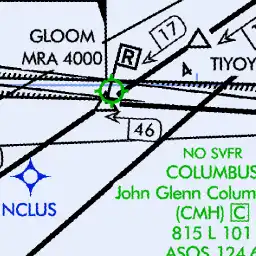 GLOOM
MRA 4000
R
17
TIYOY
4
46
NCLUS
NO SVFR
COLUMBUS
John Glenn Colum
(CMH) C
815 L 101
ASOS 124.6